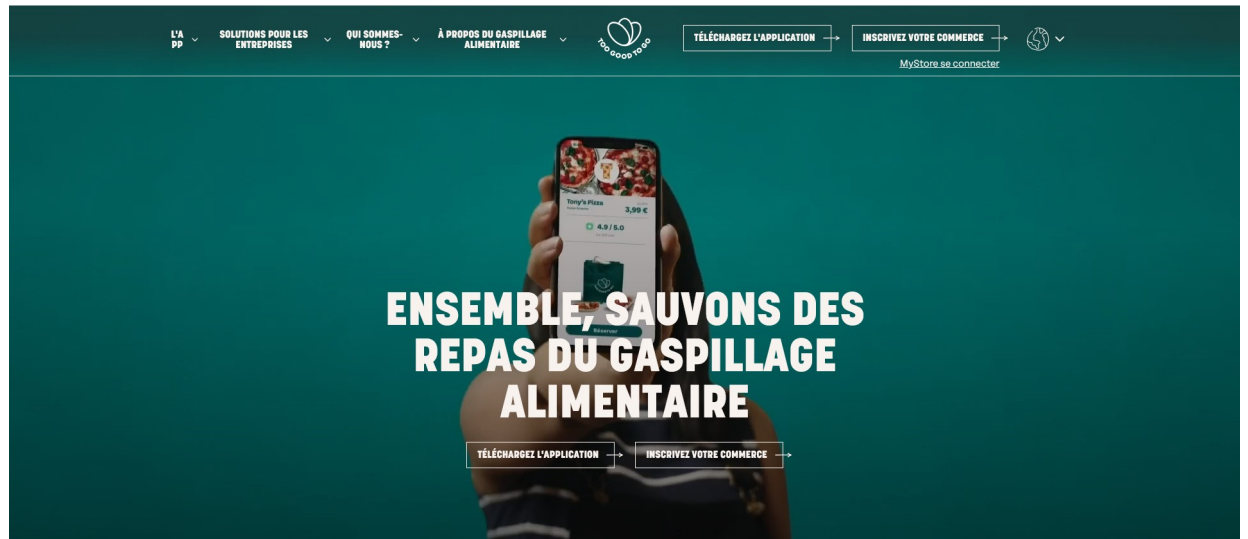 L'A
PP
SOLUTIONS POUR LES
ENTREPRISES
QUI SOMMES-
NOUS ?
À PROPOS DU GASPILLAGE
ALIMENTAIRE
TOO GOOD TO GO
TÉLÉCHARGEZ L'APPLICATION
INSCRIVEZ VOTRE COMMERCE
MyStore se connecter
Tony's Pizza
3,99 €
4.9 / 5.0
Réserver
ENSEMBLE, SAUVONS DES
REPAS DU GASPILLAGE
ALIMENTAIRE
TÉLÉCHARGEZ L'APPLICATION
INSCRIVEZ VOTRE COMMERCE